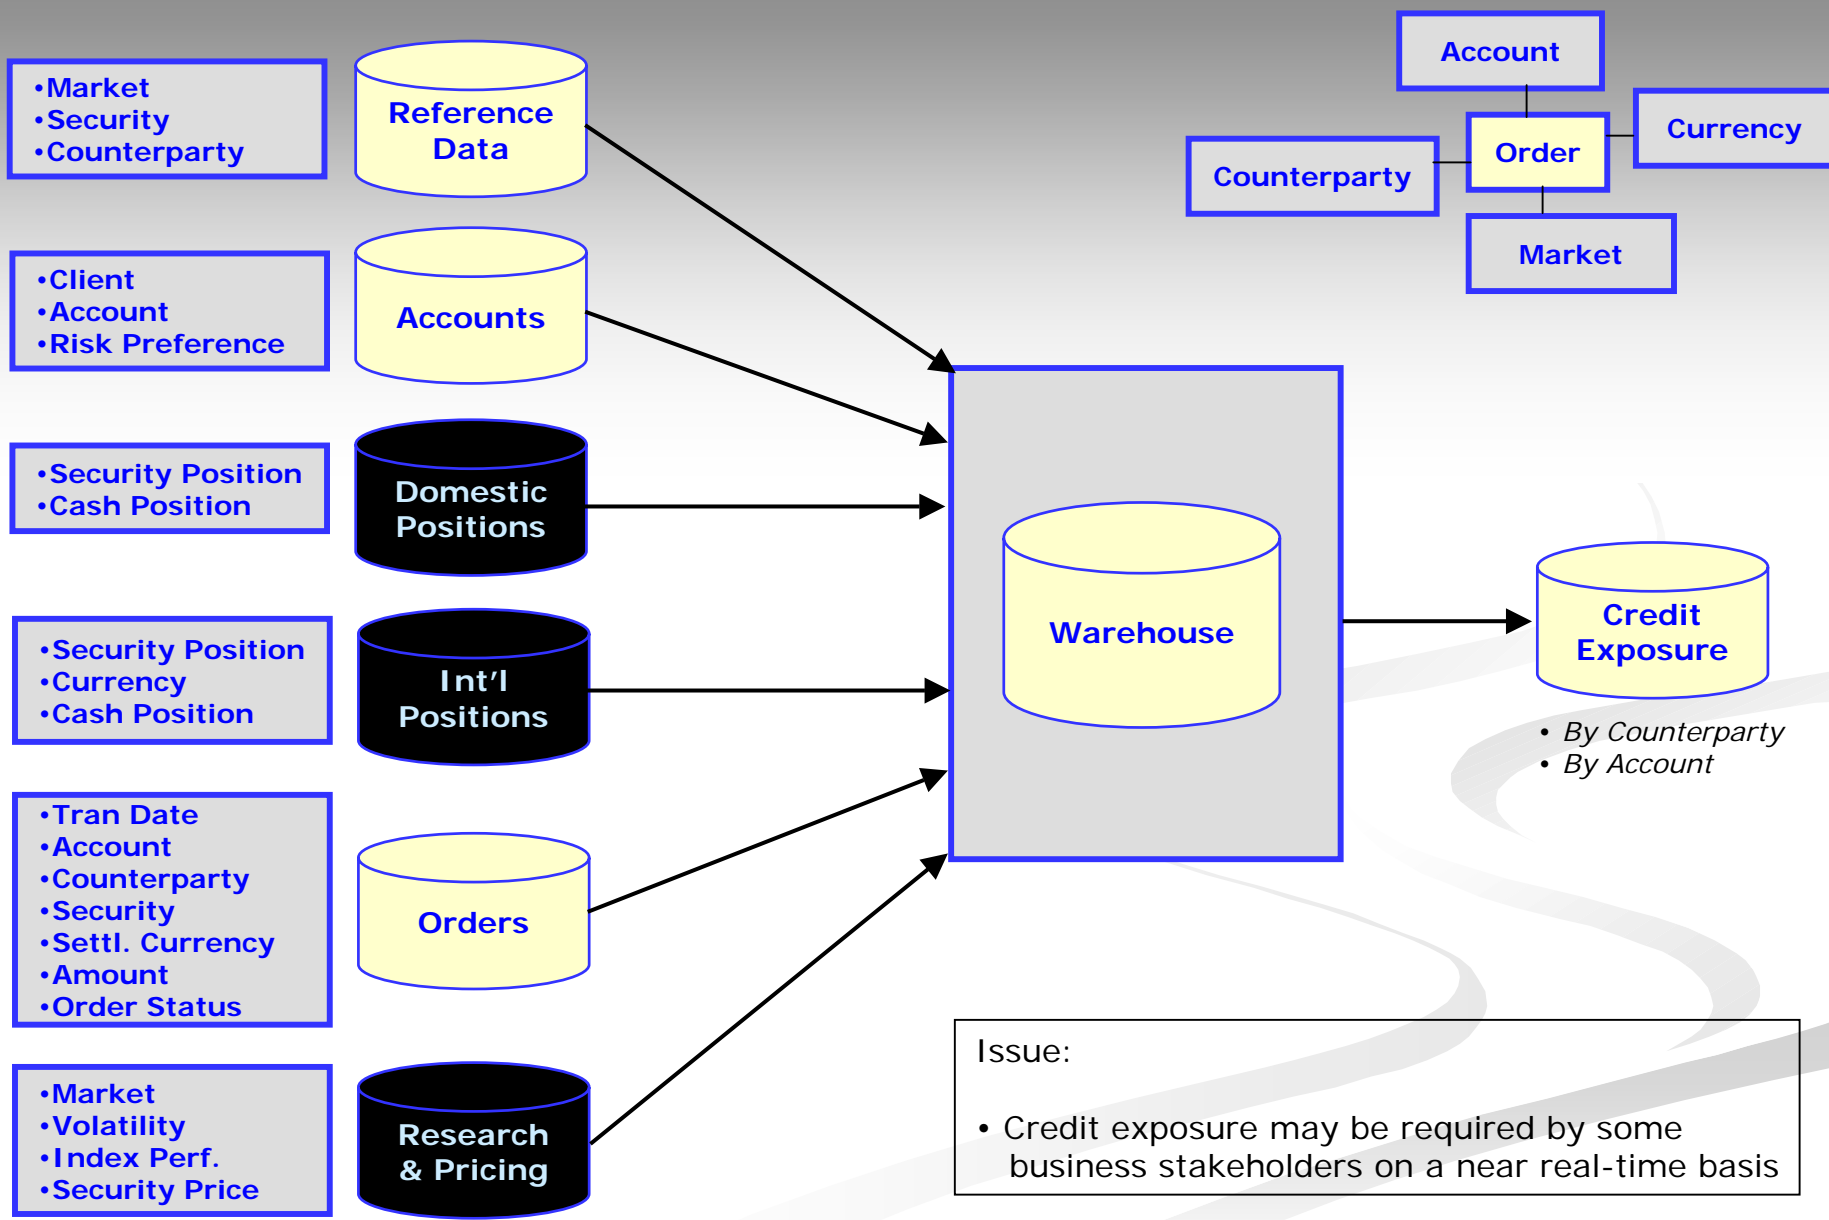 •Market
•Security
•Counterparty
Reference
Data
Account
Currency
Order
Counterparty
Market
•Client
•Account
•Risk Preference
Accounts
•Security Position
•Cash Position
Domestic
Positions
•Security Position
•Currency
•Cash Position
Int'l
Positions
Warehouse
Credit
Exposure
• By Counterparty
• By Account
•Tran Date
•Account
•Counterparty
•Security
•Settl. Currency
•Amount
•Order Status
Orders
•Market
•Volatility
•Index Perf.
•Security Price
Research
& Pricing
Issue:
• Credit exposure may be required by some
business stakeholders on a near real-time basis